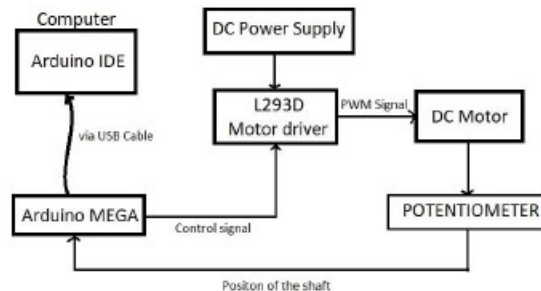 Computer
Arduino IDE
DC Power Supply
L293D
Motor driver
PWM Signal
DC Motor
via USB Cable
Arduino MEGA
Control signal
POTENTIOMETER
Positon of the shaft